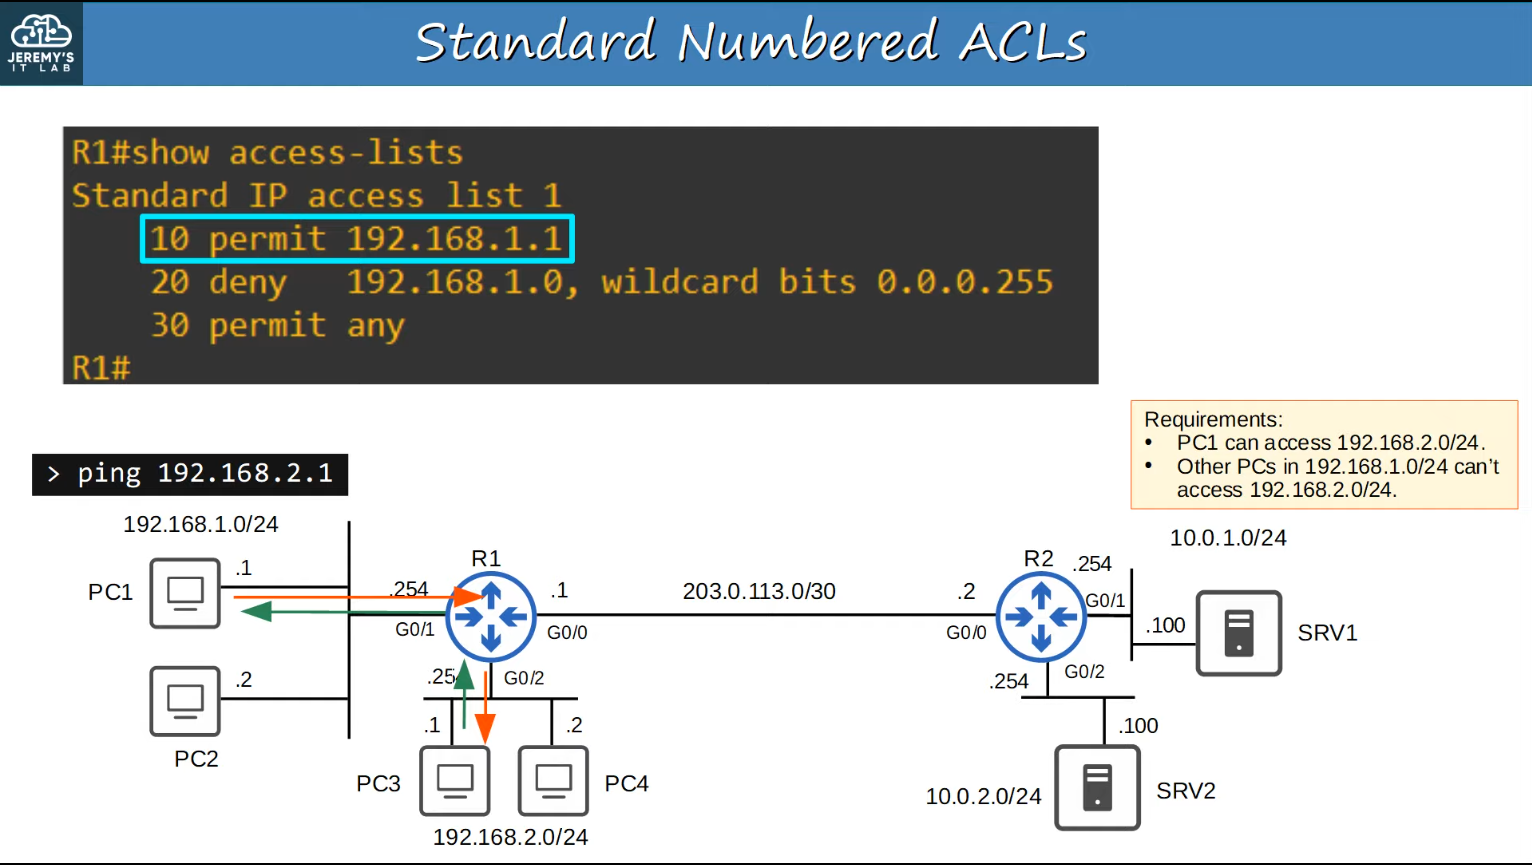 JEREMY'S
IT LAB
Standard Numbered ACLs
R1#show access-lists
Standard IP access list 1
10 permit 192.168.1.1
20 deny   192.168.1.0, wildcard bits 0.0.0.255
30 permit any
R1#
Requirements:
• PC1 can access 192.168.2.0/24.
• Other PCs in 192.168.1.0/24 can't
access 192.168.2.0/24.
> ping 192.168.2.1
192.168.1.0/24
10.0.1.0/24
R1
R2
.254
PC1
.1
.254
.1
203.0.113.0/30
.2
G0/1
G0/1
G0/0
G0/0
.100
SRV1
.2
.25
G0/2
.254
G0/2
PC2
.1
.2
.100
PC3
PC4
10.0.2.0/24
SRV2
192.168.2.0/24